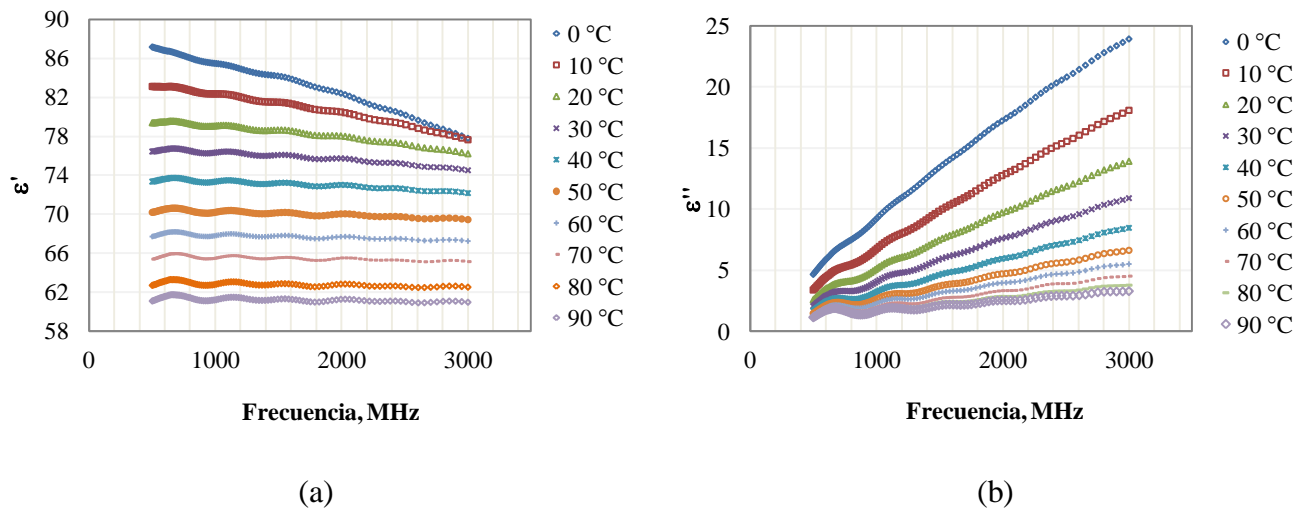 90
86
82
78
74
70
66
62
58
ε'
0
1000
2000
3000
Frecuencia, MHz
0 °C
10 °C
20 °C
30 °C
40 °C
50 °C
60 °C
70 °C
80 °C
90 °C
(a)
25
20
15
10
5
0
ε''
0
1000
2000
3000
Frecuencia, MHz
0 °C
10 °C
20 °C
30 °C
40 °C
50 °C
60 °C
70 °C
80 °C
90 °C
(b)